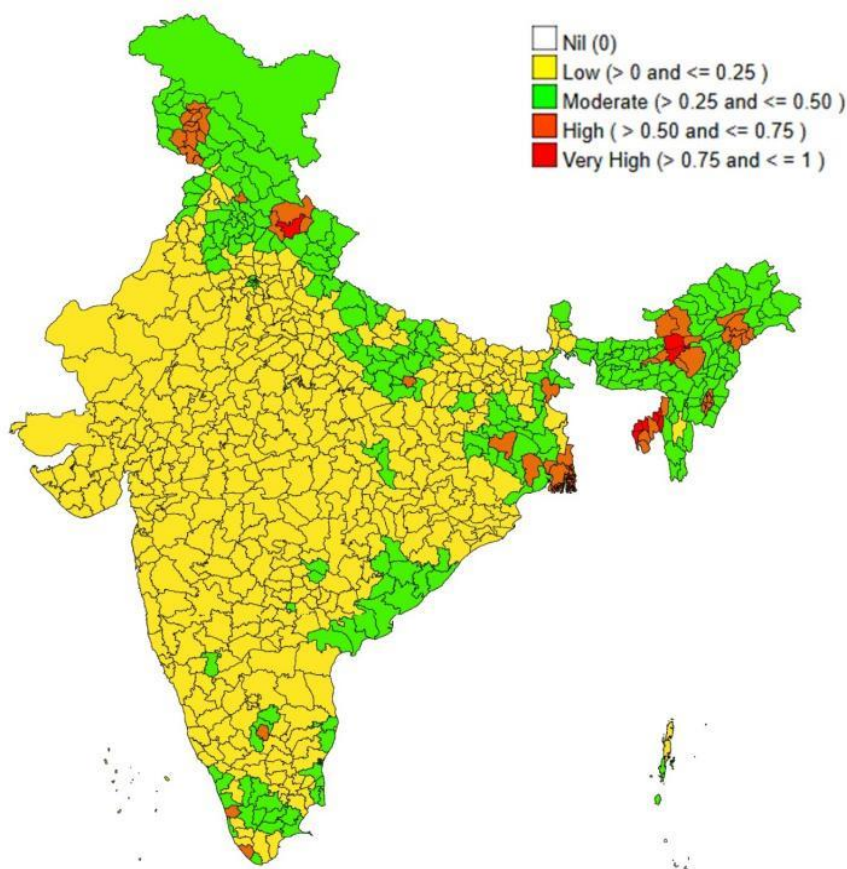 Nil (0)
Low (> 0 and <= 0.25 )
Moderate (> 0.25 and <= 0.50 )
High ( > 0.50 and <= 0.75 )
Very High (> 0.75 and < = 1 )